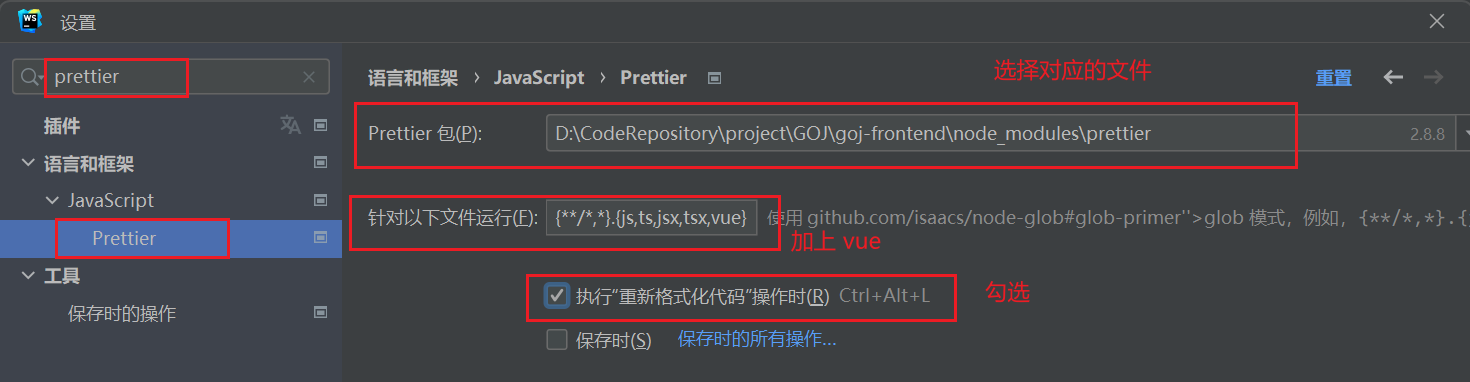 WS 设置
prettier
插件
语言和框架
JavaScript
Prettier
工具
保存时的操作
语言和框架 › JavaScript › Prettier
选择对应的文件
重置
Prettier 包(P): D:\CodeRepository\project\GOJ\goj-frontend\node_modules\prettier 2.8.8
针对以下文件运行(F): {**/*,*}.{js,ts,jsx,tsx,vue} 使用 github.com/isaacs/node-glob#glob-primer''>glob 模式，例如，{**/*,*}.{
加上 vue
执行“重新格式化代码”操作时(R) Ctrl+Alt+L
勾选
保存时(S) 保存时的所有操作...